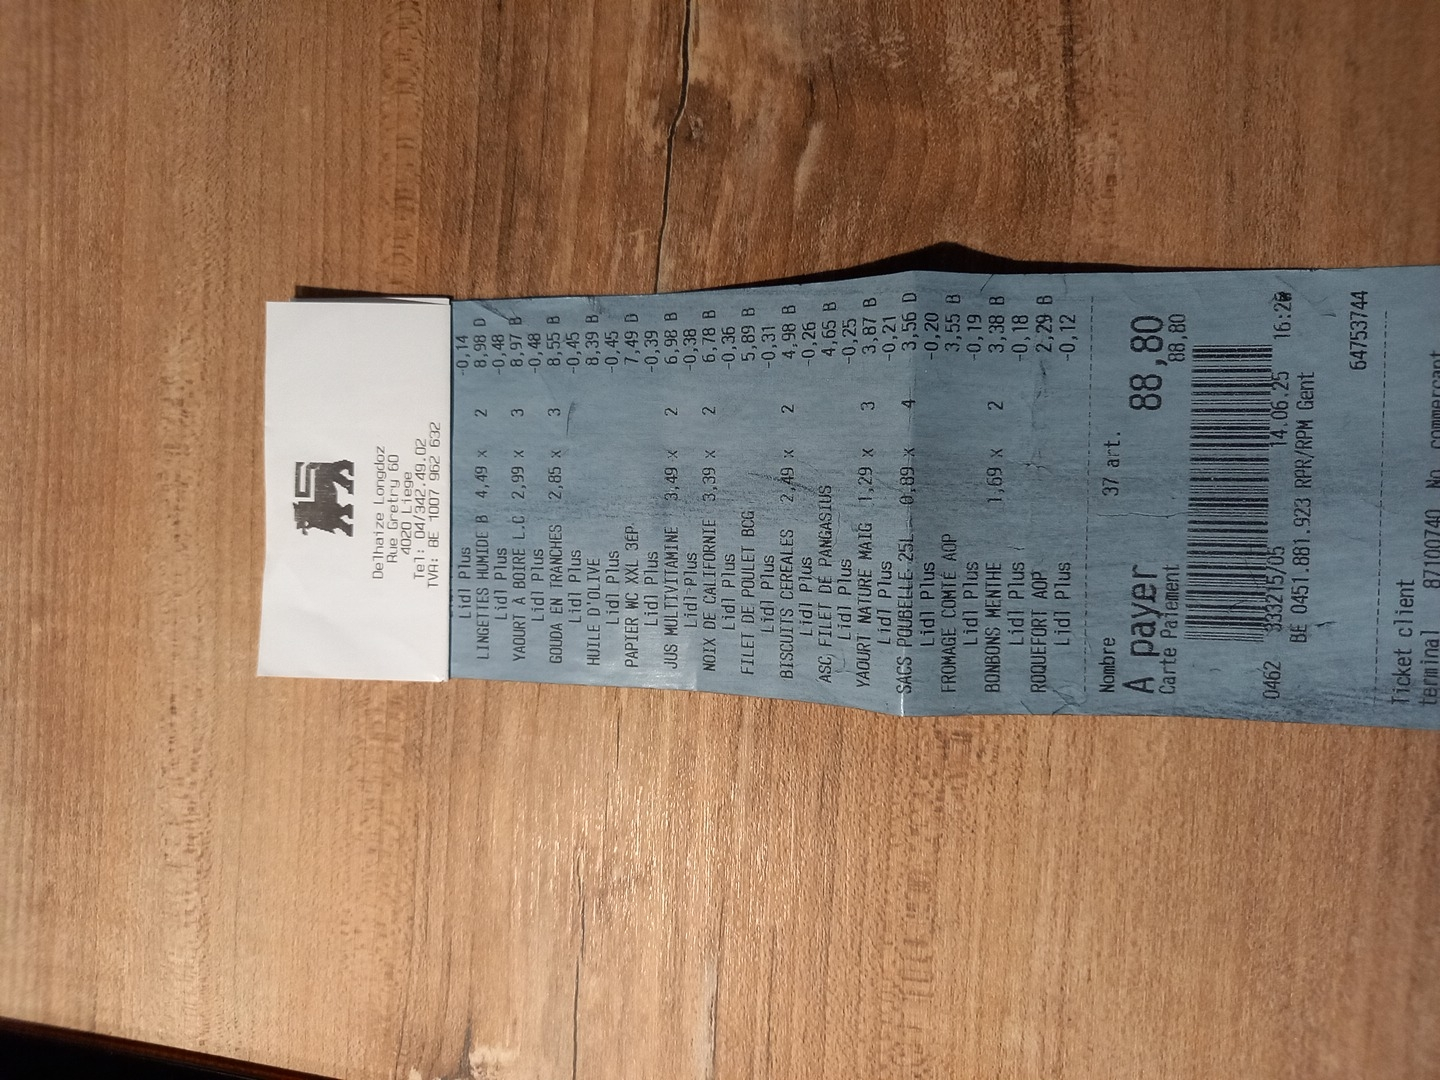 Delhaize Longdoz
Rue Gretry 60
4020 Liege
Tel: 04/342.49.02
TVA: BE 1007 962 632
Lidl Plus -0,14
LINGETTES HUMIDE B 4,49 x 2 8,98 D
Lidl Plus -0,48
YAOURT À BOIRE L.C 2,99 x 3 8,97 B
Lidl Plus -0,48
GOUDA EN TRANCHES 2,85 x 3 8,55 B
Lidl Plus -0,45
HUILE D'OLIVE 8,39 B
Lidl Plus -0,45
PAPIER WC XXL 3EP 7,49 D
Lidl Plus -0,39
JUS MULTIVITAMINE 3,49 x 2 6,98 B
Lidl Plus -0,38
NOIX DE CALIFORNIE 3,39 x 2 6,78 B
Lidl Plus -0,36
FILET DE POULET BCG 5,89 B
Lidl Plus -0,31
BISCUITS CEREALES 2,49 x 2 4,98 B
Lidl Plus -0,26
ASC FILET DE PANGASIUS 4,65 B
Lidl Plus -0,25
YAOURT NATURE MAIG 1,29 x 3 3,87 B
Lidl Plus -0,21
SACS POUBELLE 25L 0,89 x 4 3,56 D
Lidl Plus -0,20
FROMAGE COMTÉ AOP 3,55 B
Lidl Plus -0,19
BONBONS MENTHE 1,69 x 2 3,38 B
Lidl Plus -0,18
ROQUEFORT AOP 2,29 B
Lidl Plus -0,12
Nombre 37 art.
A payer 88,80
Carte Paiement 88,80
0462 333215/05 14.06.25 16:26
BE 0451.881.923 RPR/RPM Gent
64753744
Ticket client
terminal 87100740 No commerçant